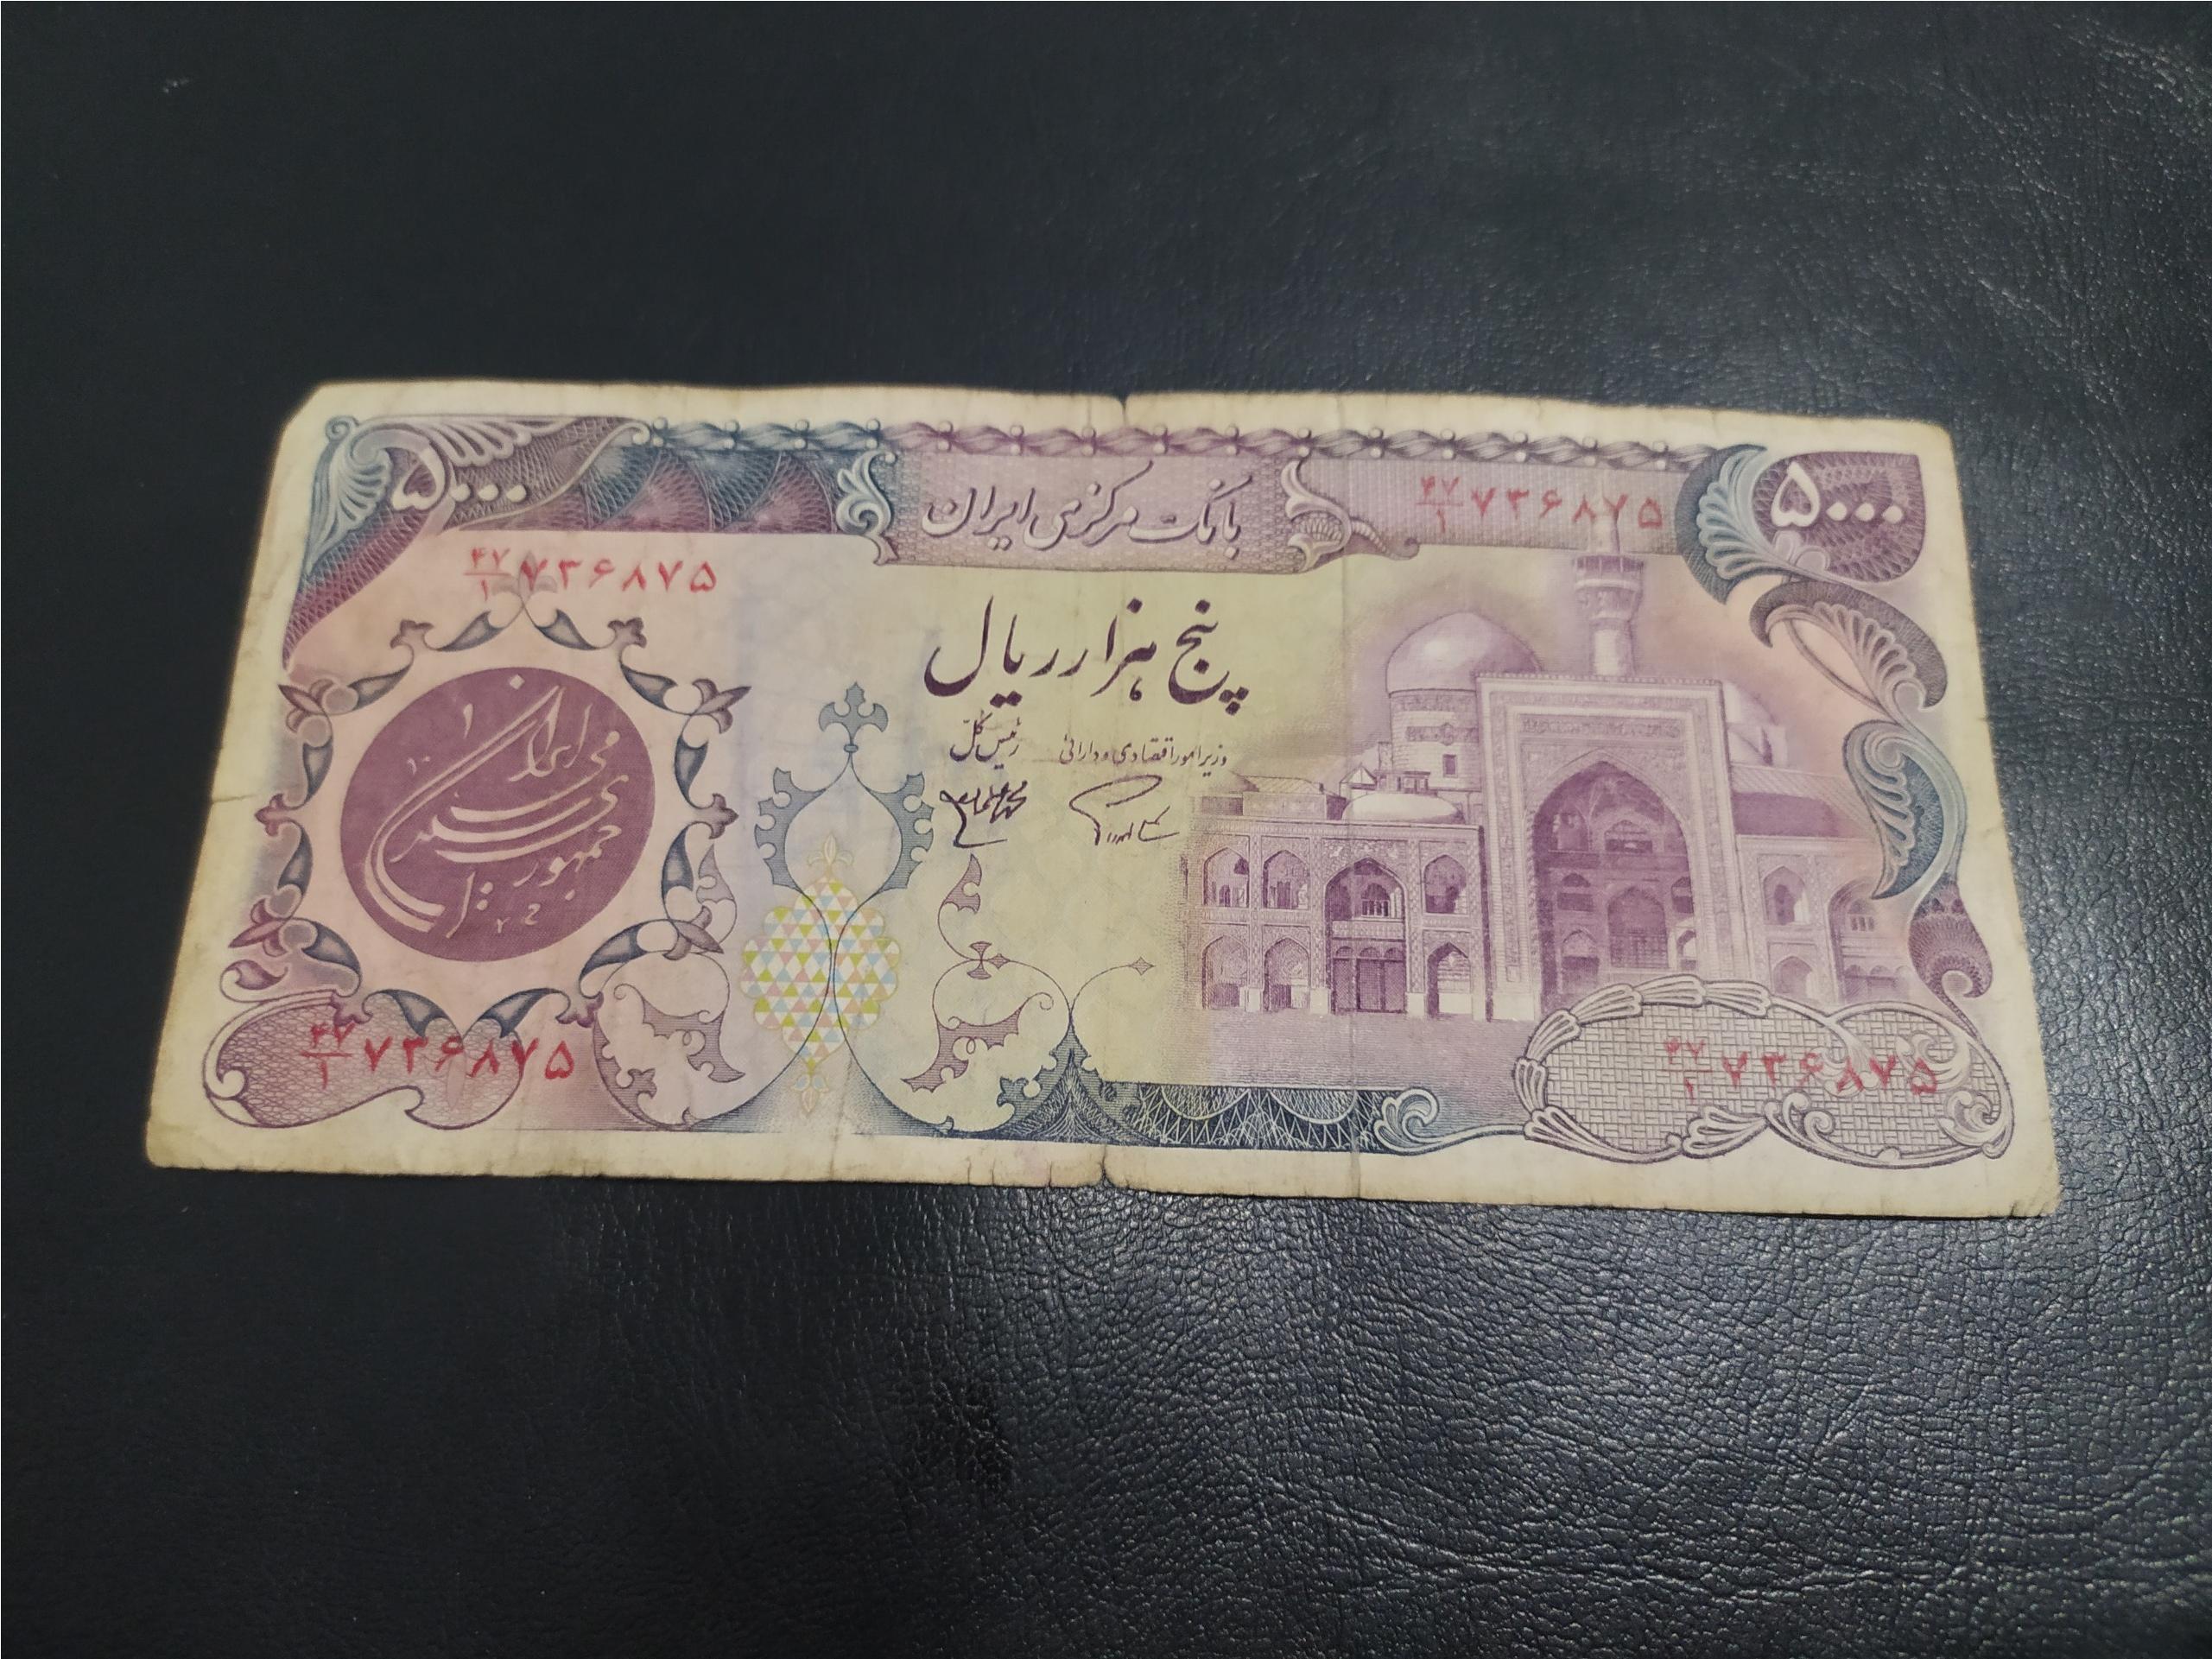 ۵۰۰۰
بانک مرکزی ایران
۴۷/۱ ۷۳۶۸۷۵
۵۰۰۰
۴۷/۱ ۷۳۶۸۷۵
پنج هزار ریال
وزیر امور اقتصادی و دارائی
رئیس کل
جمهوری اسلامی ایران
۴۷/۱ ۷۳۶۸۷۵
۴۷/۱ ۷۳۶۸۷۵